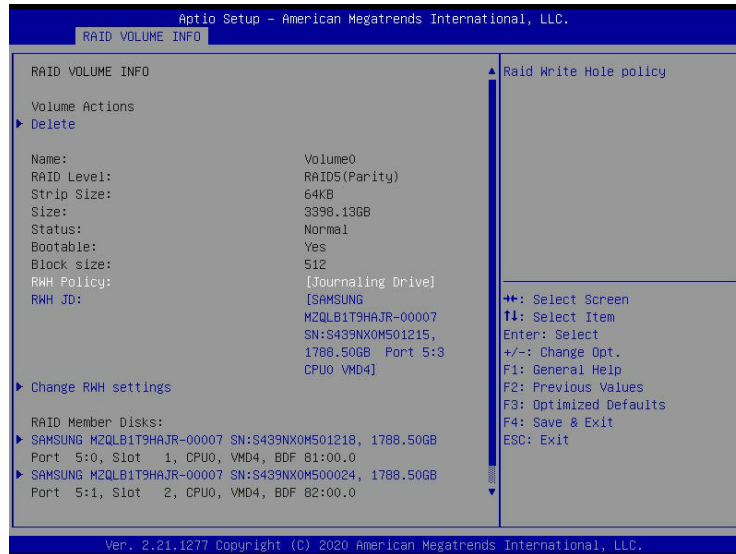 Aptio Setup – American Megatrends International, LLC.
RAID VOLUME INFO
RAID VOLUME INFO
Volume Actions
Delete
Name: Volume0
RAID Level: RAID5(Parity)
Strip Size: 64KB
Size: 3398.13GB
Status: Normal
Bootable: Yes
Block size: 512
RWH Policy: [Journaling Drive]
RWH JD: [SAMSUNG
MZQLB1T9HAJR-00007
SN:S439NX0M501215,
1788.50GB Port 5:3
CPU0 VMD4]
Change RWH settings
RAID Member Disks:
SAMSUNG MZQLB1T9HAJR-00007 SN:S439NX0M501218, 1788.50GB
Port 5:0, Slot 1, CPU0, VMD4, BDF 81:00.0
SAMSUNG MZQLB1T9HAJR-00007 SN:S439NX0M500024, 1788.50GB
Port 5:1, Slot 2, CPU0, VMD4, BDF 82:00.0
Raid Write Hole policy
→←: Select Screen
↑↓: Select Item
Enter: Select
+/-: Change Opt.
F1: General Help
F2: Previous Values
F3: Optimized Defaults
F4: Save & Exit
ESC: Exit
Ver. 2.21.1277 Copyright (C) 2020 American Megatrends International, LLC.